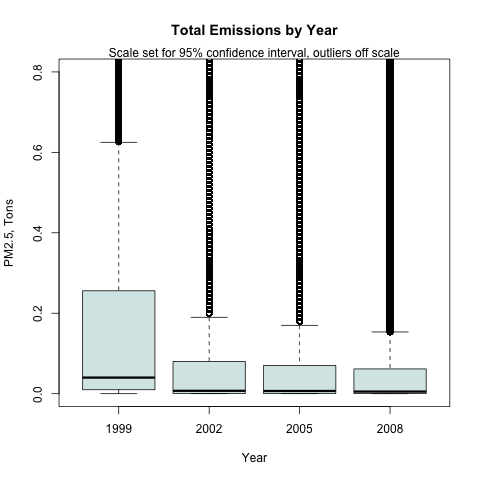 Total Emissions by Year
Scale set for 95% confidence interval, outliers off scale
PM2.5, Tons
0.8
0.6
0.4
0.2
0.0
1999 2002 2005 2008
Year